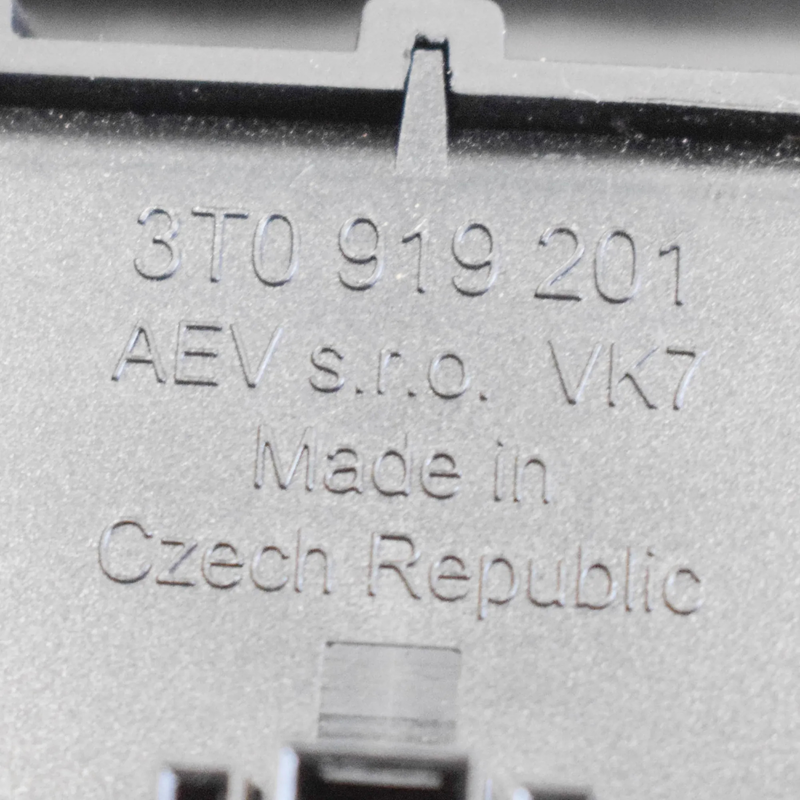 3T0 919 201
AEV s.r.o. VK7
Made in
Czech Republic